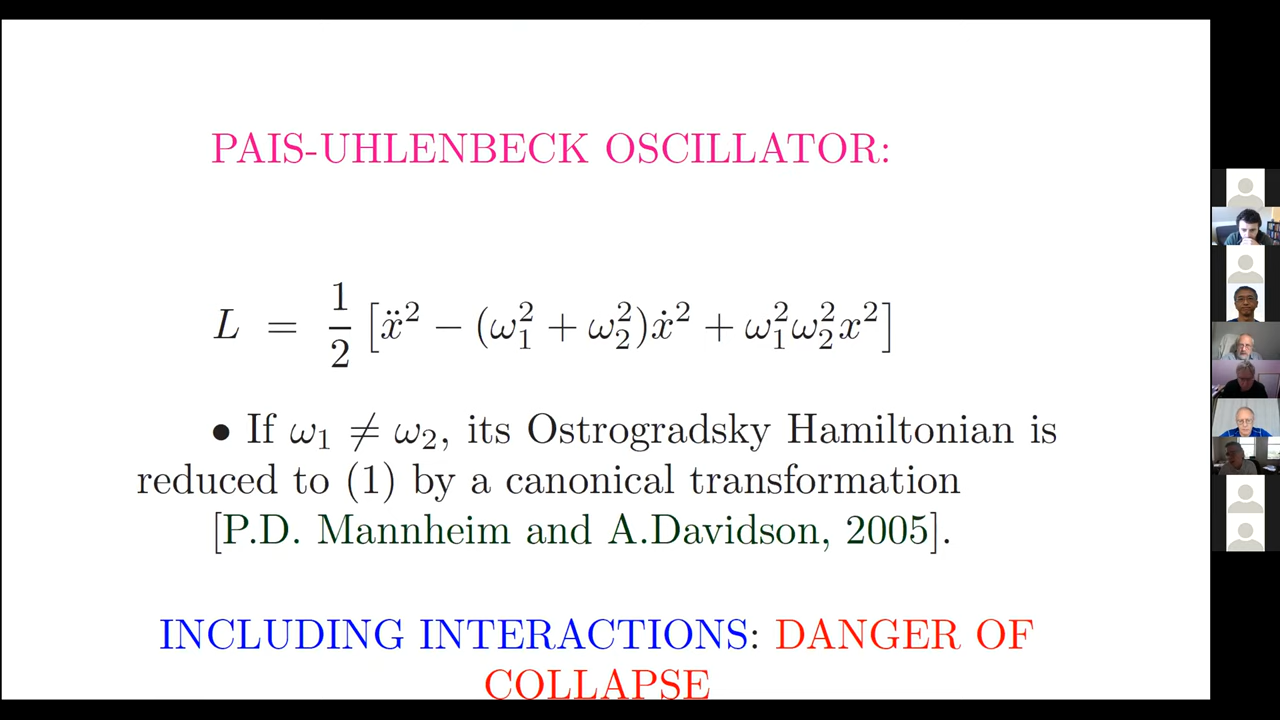 PAIS-UHLENBECK OSCILLATOR:
L = 1/2 [ẍ² − (ω₁² + ω₂²)ẋ² + ω₁²ω₂²x²]
• If ω₁ ≠ ω₂, its Ostrogradsky Hamiltonian is
reduced to (1) by a canonical transformation
[P.D. Mannheim and A.Davidson, 2005].
INCLUDING INTERACTIONS: DANGER OF
COLLAPSE